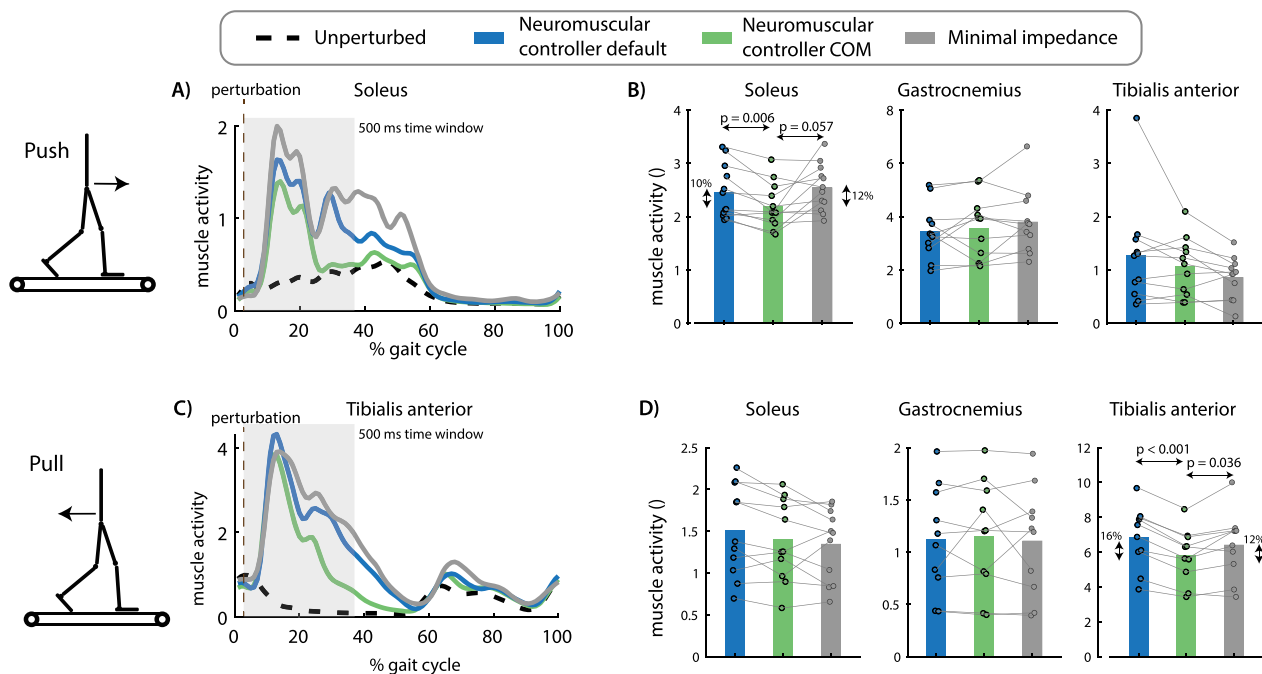 Unperturbed
Neuromuscular
controller default
Neuromuscular
controller COM
Minimal impedance
Push
A)
perturbation
Soleus
500 ms time window
muscle activity
2
1
0
0
20
40
60
80
100
% gait cycle
B)
muscle activity ()
Soleus
4
3
2
1
0
p = 0.006
p = 0.057
10%
12%
Gastrocnemius
8
6
4
2
0
Tibialis anterior
4
3
2
1
0
Pull
C)
perturbation
Tibialis anterior
500 ms time window
muscle activity
4
2
0
0
20
40
60
80
100
% gait cycle
D)
muscle activity ()
Soleus
2.5
2
1.5
1
0.5
0
Gastrocnemius
2
1.5
1
0.5
0
Tibialis anterior
12
10
8
6
4
2
0
p < 0.001
p = 0.036
16%
12%